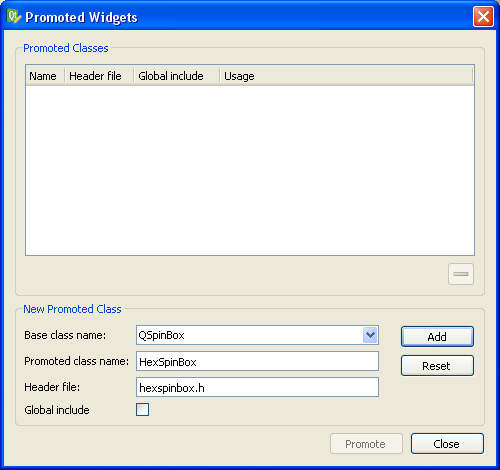 Promoted Widgets
Promoted Classes
Name Header file Global include Usage
New Promoted Class
Base class name: QSpinBox Add
Promoted class name: HexSpinBox
Reset
Header file: hexspinbox.h
Global include
Promote Close